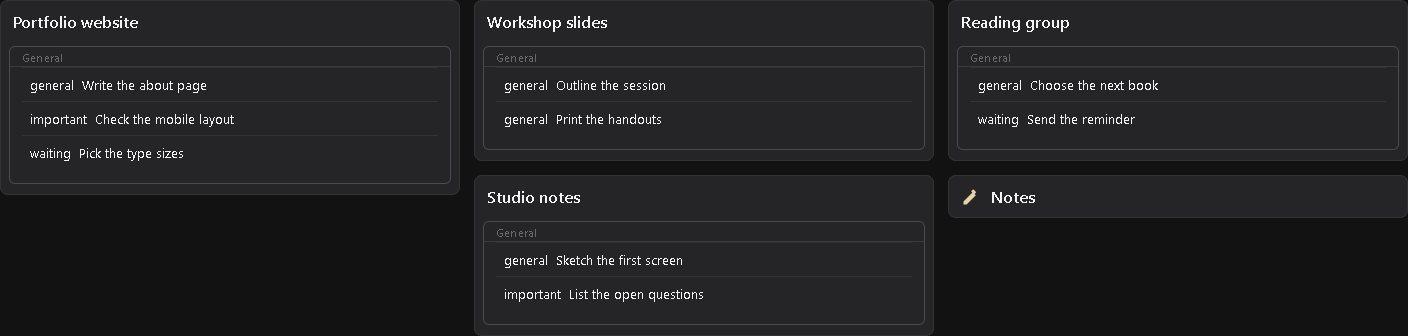 Portfolio website
General
general Write the about page
important Check the mobile layout
waiting Pick the type sizes
Workshop slides
General
general Outline the session
general Print the handouts
Studio notes
General
general Sketch the first screen
important List the open questions
Reading group
General
general Choose the next book
waiting Send the reminder
Notes